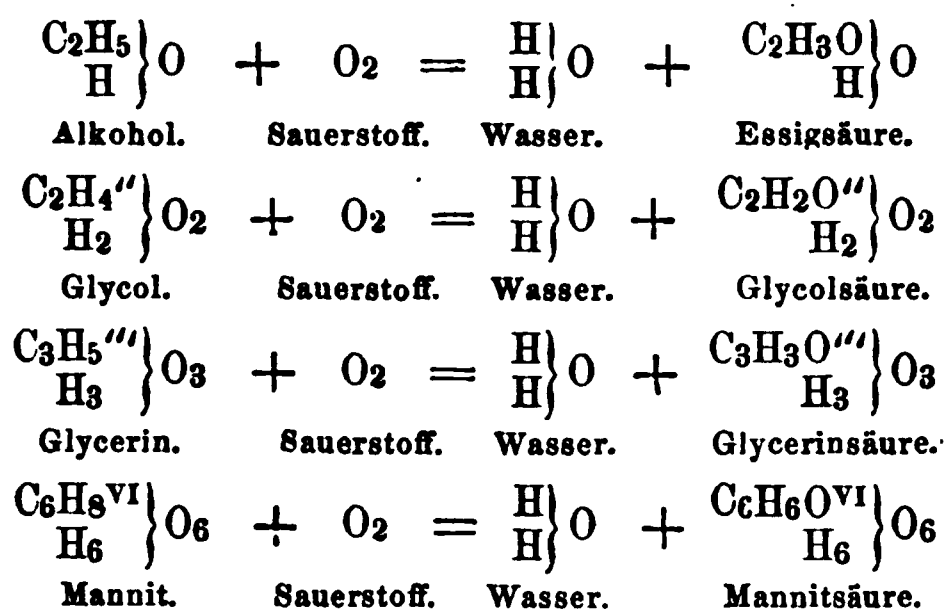 C2H5}O + O2 = H}O + C2H3O}O
H H H
Alkohol. Sauerstoff. Wasser. Essigsäure.
C2H4″}O2 + O2 = H}O + C2H2O″}O2
H2 H H2
Glycol. Sauerstoff. Wasser. Glycolsäure.
C3H5‴}O3 + O2 = H}O + C3H3O‴}O3
H3 H H3
Glycerin. Sauerstoff. Wasser. Glycerinsäure.
C6H8VI}O6 + O2 = H}O + C6H6OVI}O6
H6 H H6
Mannit. Sauerstoff. Wasser. Mannitsäure.